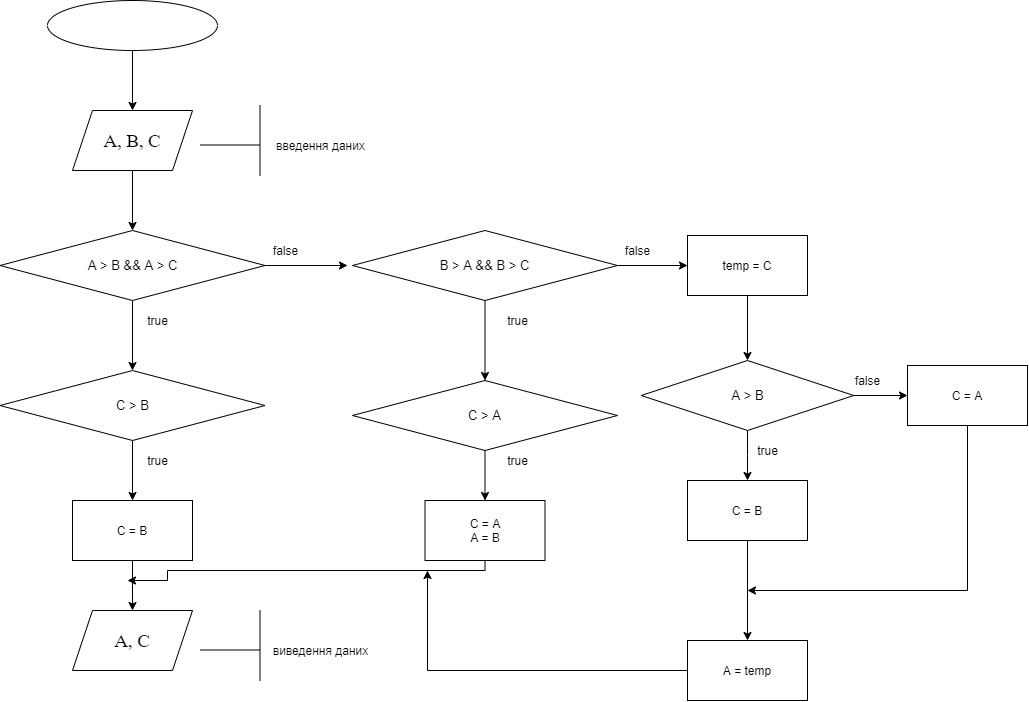 A, B, C
введення даних
A > B && A > C
false
B > A && B > C
false
temp = C
true
true
C > B
C > A
A > B
false
C = A
true
true
true
C = B
C = A
A = B
C = B
A, C
виведення даних
A = temp